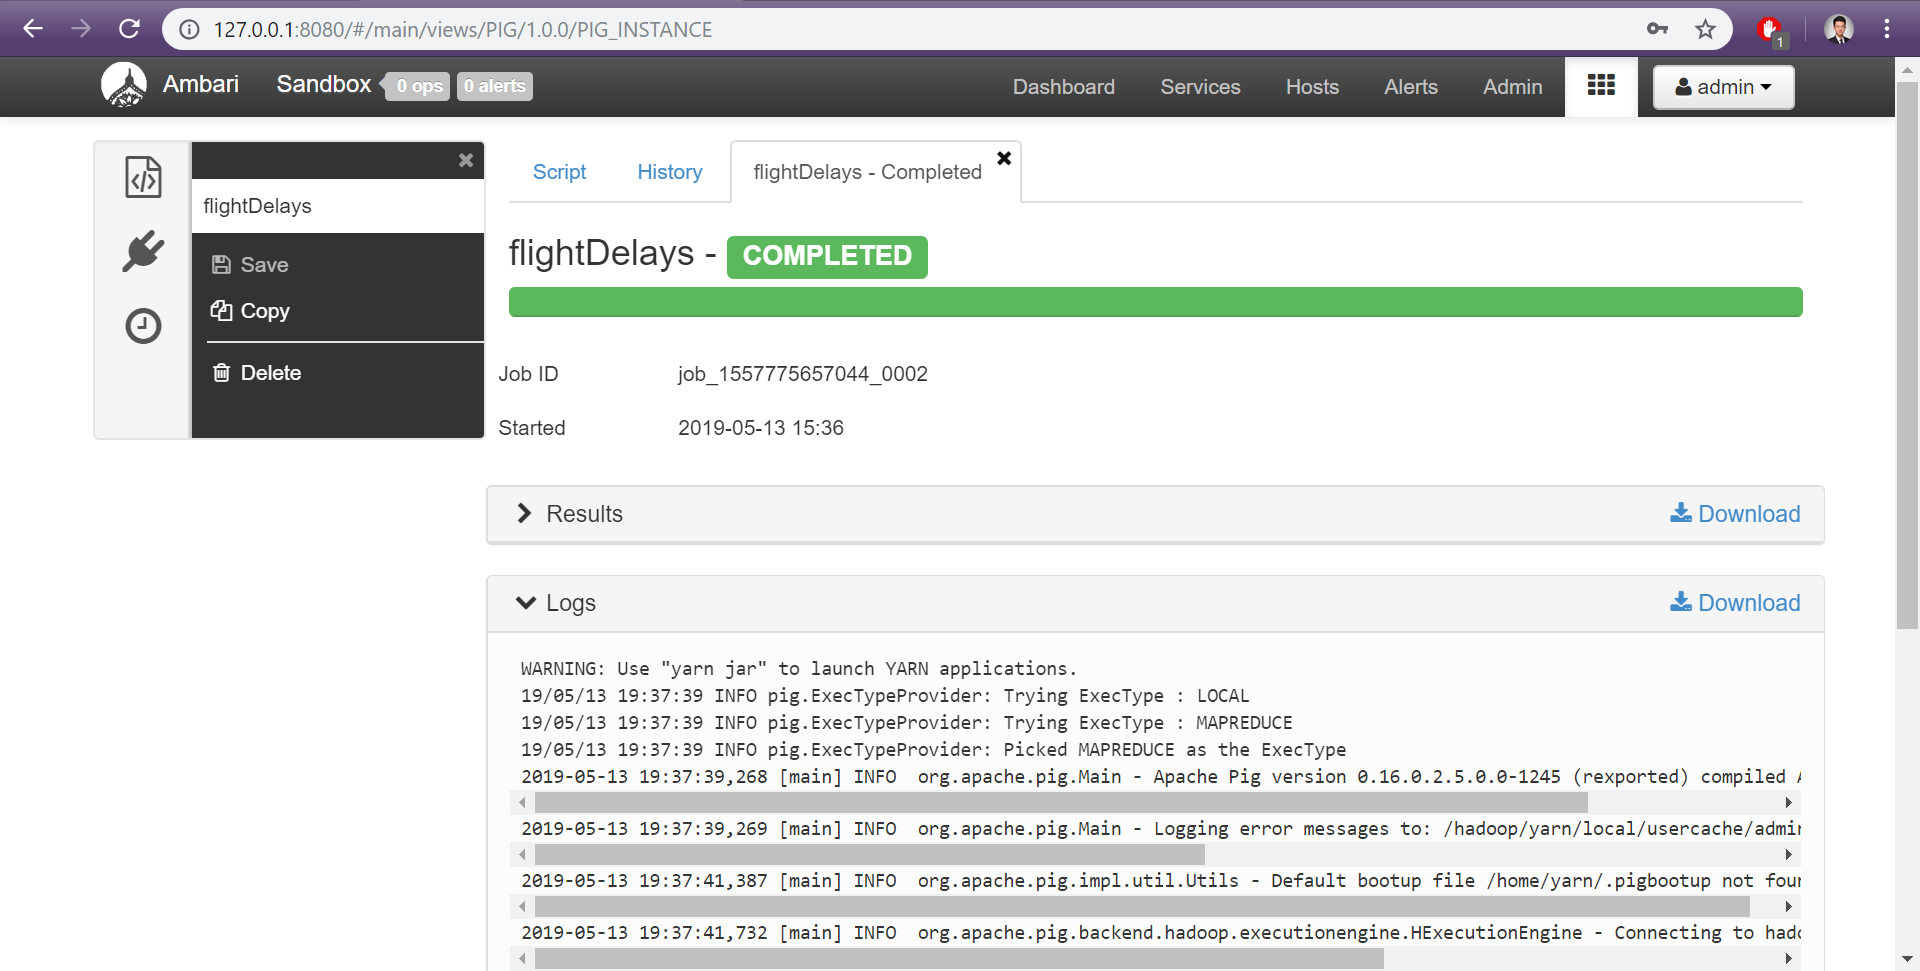 127.0.0.1:8080/#/main/views/PIG/1.0.0/PIG_INSTANCE
1
Ambari Sandbox 0 ops 0 alerts Dashboard Services Hosts Alerts Admin admin
Script History flightDelays - Completed
flightDelays
Save
Copy
Delete
flightDelays - COMPLETED
Job ID job_1557775657044_0002
Started 2019-05-13 15:36
Results Download
Logs Download
WARNING: Use "yarn jar" to launch YARN applications.
19/05/13 19:37:39 INFO pig.ExecTypeProvider: Trying ExecType : LOCAL
19/05/13 19:37:39 INFO pig.ExecTypeProvider: Trying ExecType : MAPREDUCE
19/05/13 19:37:39 INFO pig.ExecTypeProvider: Picked MAPREDUCE as the ExecType
2019-05-13 19:37:39,268 [main] INFO  org.apache.pig.Main - Apache Pig version 0.16.0.2.5.0.0-1245 (rexported) compiled
2019-05-13 19:37:39,269 [main] INFO  org.apache.pig.Main - Logging error messages to: /hadoop/yarn/local/usercache/admin
2019-05-13 19:37:41,387 [main] INFO  org.apache.pig.impl.util.Utils - Default bootup file /home/yarn/.pigbootup not
2019-05-13 19:37:41,732 [main] INFO  org.apache.pig.backend.hadoop.executionengine.HExecutionEngine - Connecting to